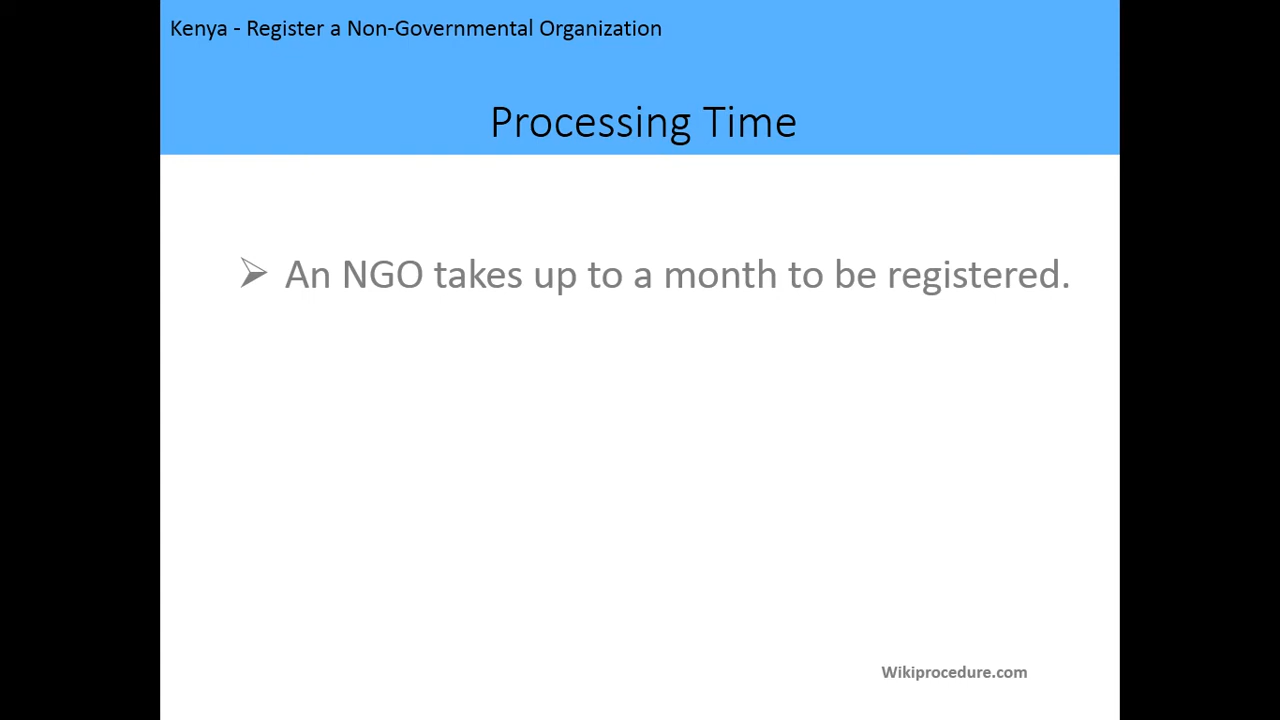 Kenya - Register a Non-Governmental Organization
Processing Time
➢ An NGO takes up to a month to be registered.
Wikiprocedure.com